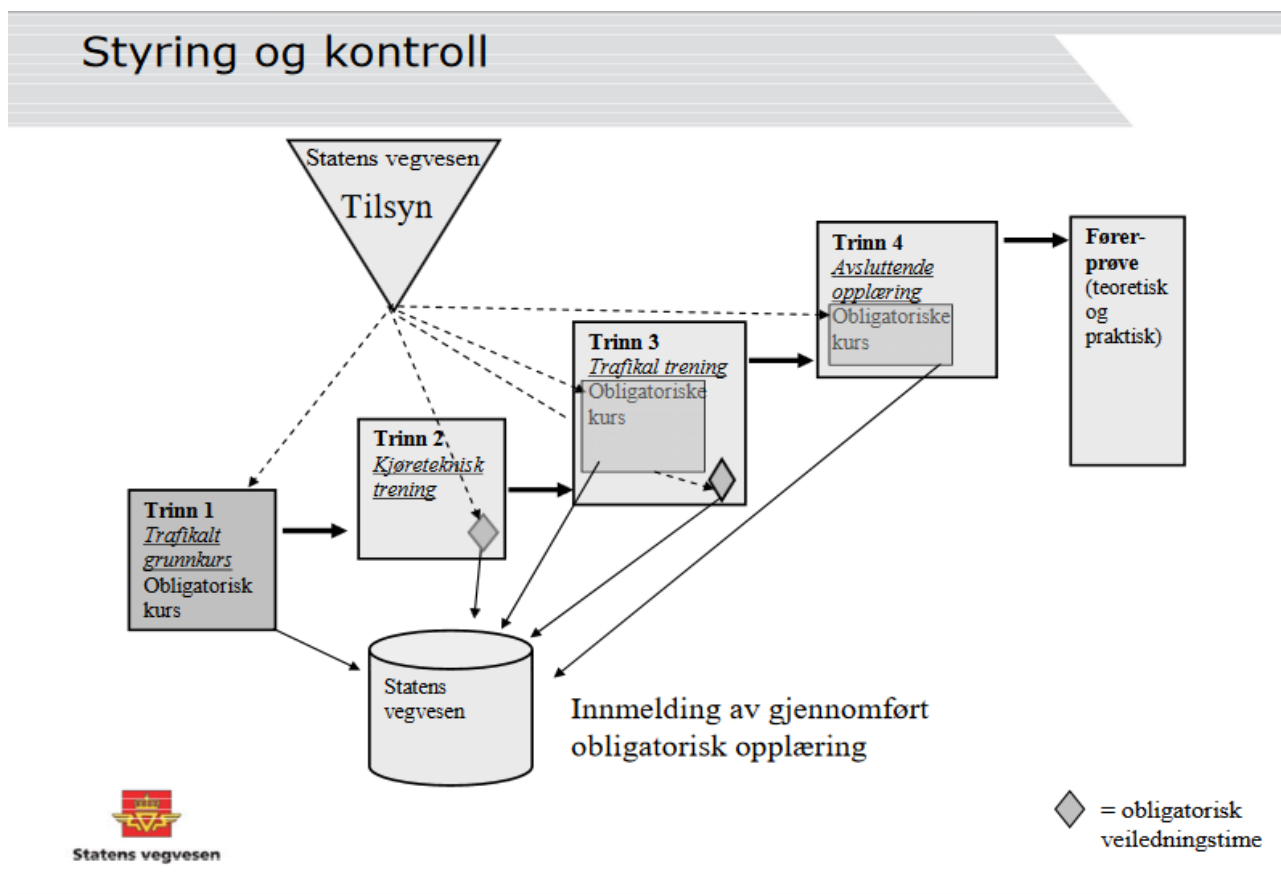 Styring og kontroll
Statens vegvesen
Tilsyn
Trinn 1
Trafikalt
grunnkurs
Obligatorisk
kurs
Trinn 2
Kjøreteknisk
trening
Trinn 3
Trafikal trening
Obligatoriske
kurs
Trinn 4
Avsluttende
opplæring
Obligatoriske
kurs
Fører-
prøve
(teoretisk
og
praktisk)
Statens
vegvesen
Innmelding av gjennomført
obligatorisk opplæring
Statens vegvesen
= obligatorisk
veiledningstime